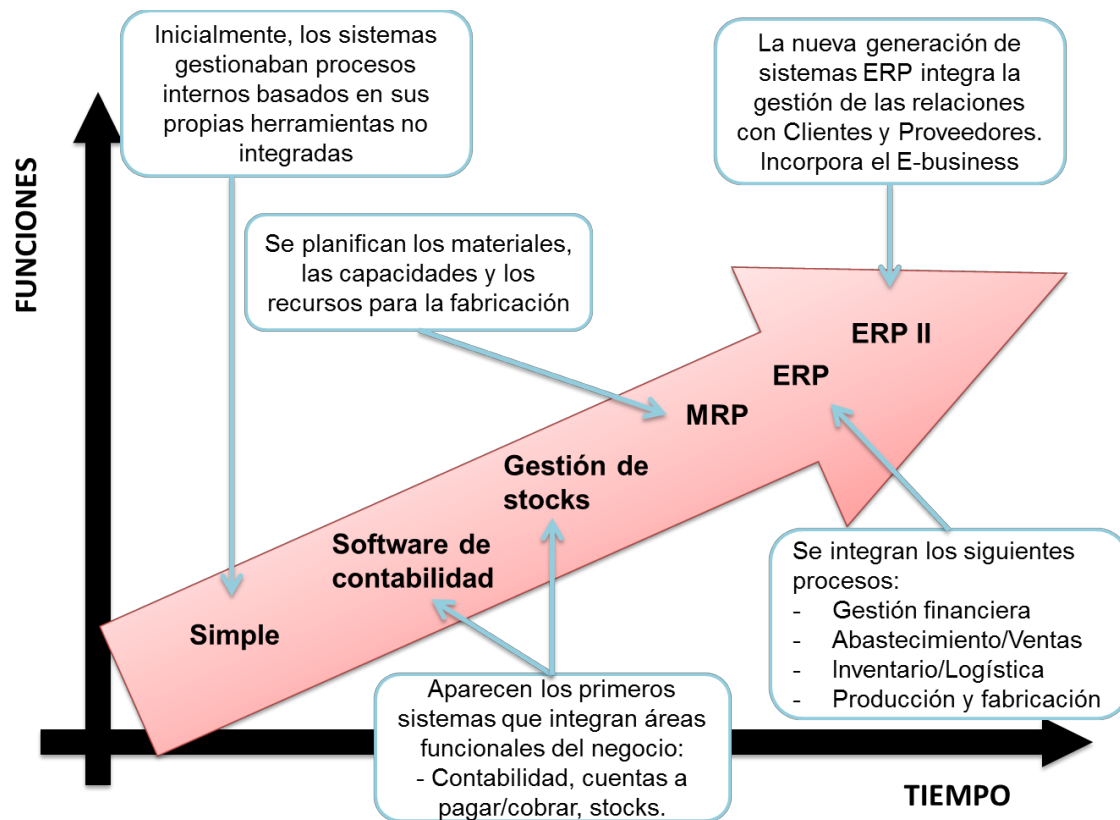 Inicialmente, los sistemas
gestionaban procesos
internos basados en sus
propias herramientas no
integradas
La nueva generación de
sistemas ERP integra la
gestión de las relaciones
con Clientes y Proveedores.
Incorpora el E-business
FUNCIONES
Se planifican los materiales,
las capacidades y los
recursos para la fabricación
ERP II
ERP
MRP
Gestión de
stocks
Software de
contabilidad
Simple
Se integran los siguientes
procesos:
- Gestión financiera
- Abastecimiento/Ventas
- Inventario/Logística
- Producción y fabricación
Aparecen los primeros
sistemas que integran áreas
funcionales del negocio:
- Contabilidad, cuentas a
pagar/cobrar, stocks.
TIEMPO